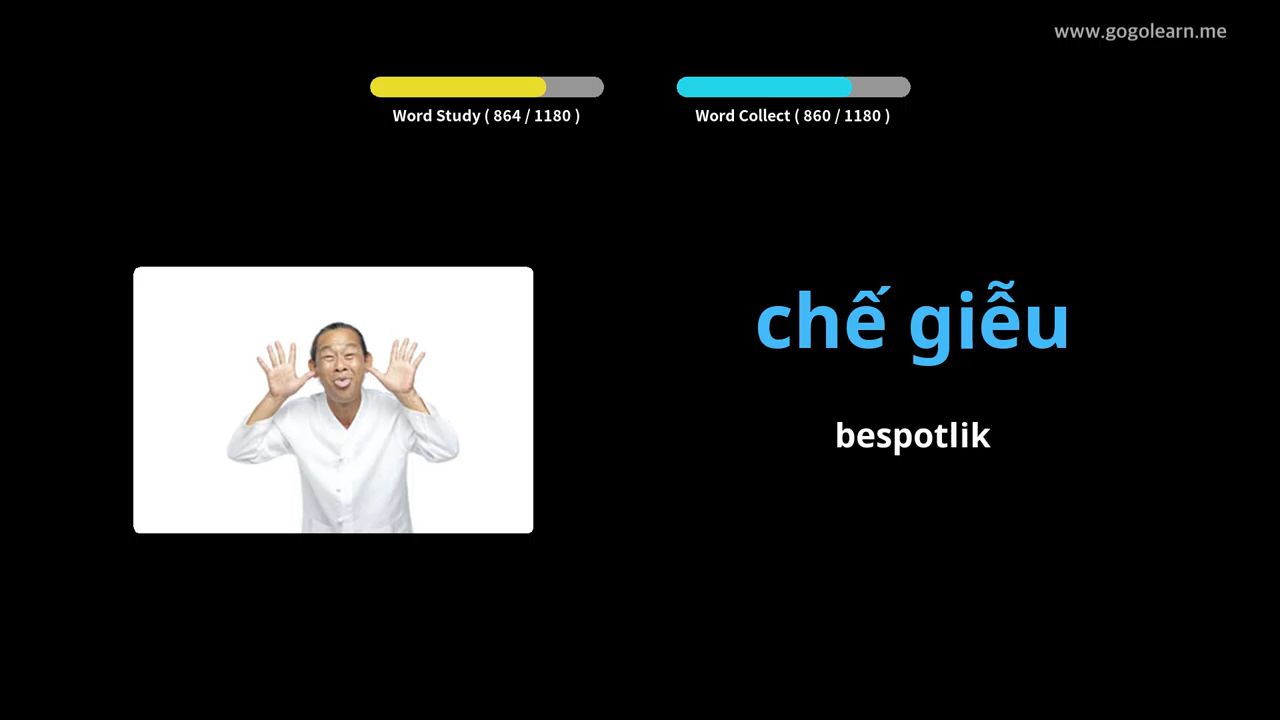 www.gogolearn.me
Word Study ( 864 / 1180 )
Word Collect ( 860 / 1180 )
chế giễu
bespotlik